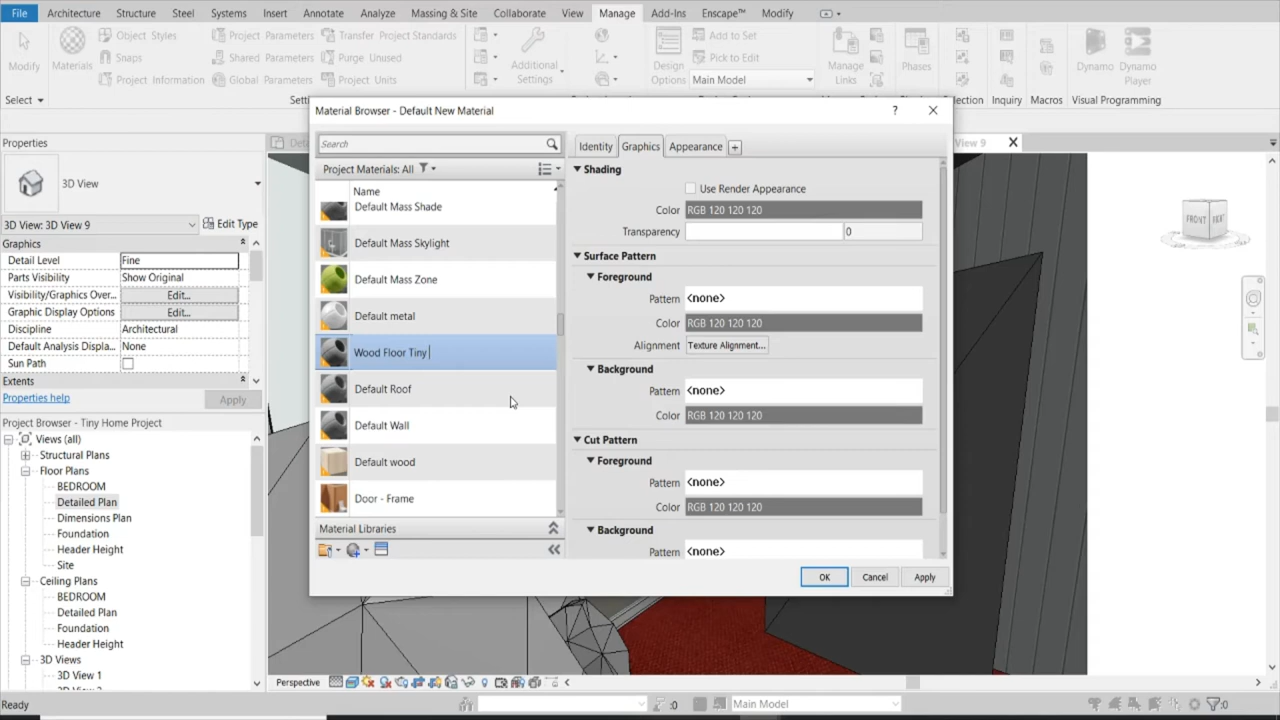 File Architecture Structure Steel Systems Insert Annotate Analyze Massing & Site Collaborate View Manage Add-Ins Enscape™ Modify
Modify
Materials
Object Styles
Snaps
Project Information
Project Parameters
Shared Parameters
Global Parameters
Transfer Project Standards
Purge Unused
Project Units
Additional
Settings
Design
Options
Add to Set
Pick to Edit
Main Model
Manage
Links
Phases
Dynamo
Dynamo
Player
Select
Inquiry Macros Visual Programming
Properties
3D View
3D View: 3D View 9
Edit Type
Graphics
Detail Level Fine
Parts Visibility Show Original
Visibility/Graphics Over... Edit...
Graphic Display Options Edit...
Discipline Architectural
Default Analysis Displa... None
Sun Path
Extents
Properties help
Apply
Project Browser - Tiny Home Project
Views (all)
Structural Plans
Floor Plans
BEDROOM
Detailed Plan
Dimensions Plan
Foundation
Header Height
Site
Ceiling Plans
BEDROOM
Detailed Plan
Foundation
Header Height
3D Views
3D View 1
Ready
View 9
FRONT
Material Browser - Default New Material
?
Search
Project Materials: All
Name
Default Mass Shade
Default Mass Skylight
Default Mass Zone
Default metal
Wood Floor Tiny
Default Roof
Default Wall
Default wood
Door - Frame
Material Libraries
Identity Graphics Appearance
Shading
Use Render Appearance
Color RGB 120 120 120
Transparency 0
Surface Pattern
Foreground
Pattern <none>
Color RGB 120 120 120
Alignment Texture Alignment...
Background
Pattern <none>
Color RGB 120 120 120
Cut Pattern
Foreground
Pattern <none>
Color RGB 120 120 120
Background
Pattern <none>
OK Cancel Apply
Perspective
:0
Main Model
:0